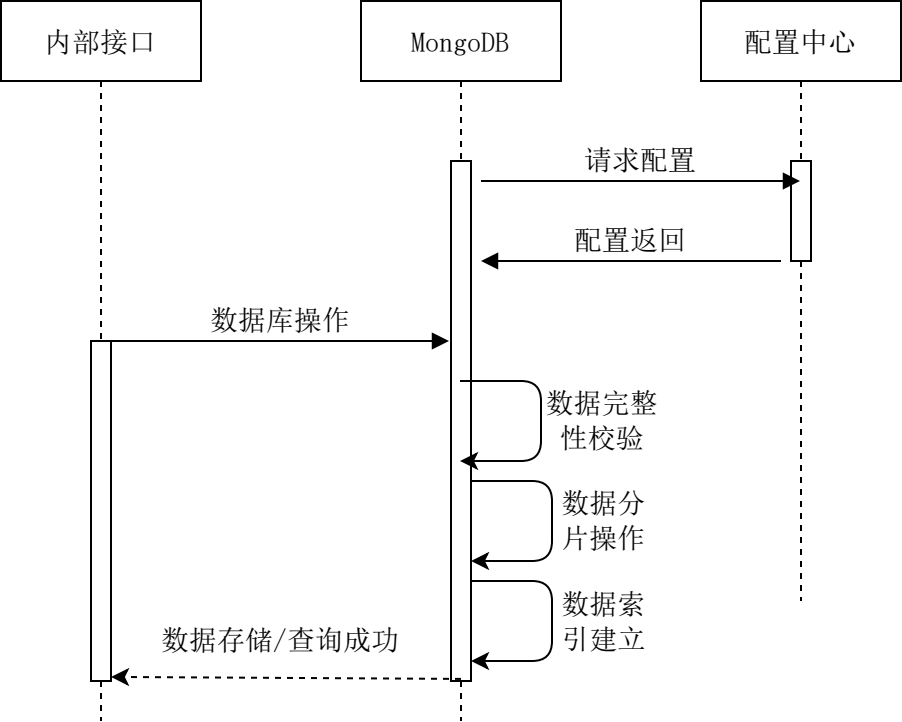 内部接口
MongoDB
配置中心
请求配置
配置返回
数据库操作
数据完整
性校验
数据分
片操作
数据索
引建立
数据存储/查询成功